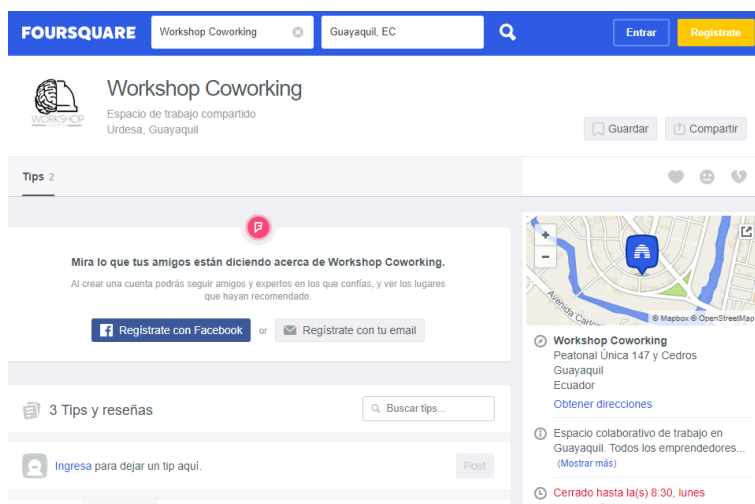 FOURSQUARE
Workshop Coworking
Guayaquil, EC
Entrar
Regístrate
WORKSHOP
Workshop Coworking
Espacio de trabajo compartido
Urdesa, Guayaquil
Guardar
Compartir
Tips 2
Mira lo que tus amigos están diciendo acerca de Workshop Coworking.
Al crear una cuenta podrás seguir amigos y expertos en los que confías, y ver los lugares
que hayan recomendado.
Regístrate con Facebook
or
Regístrate con tu email
3 Tips y reseñas
Buscar tips...
Ingresa para dejar un tip aquí.
Post
+
-
Avenida Carlos
© Mapbox © OpenStreetMap
Workshop Coworking
Peatonal Única 147 y Cedros
Guayaquil
Ecuador
Obtener direcciones
Espacio colaborativo de trabajo en
Guayaquil. Todos los emprendedores...
(Mostrar más)
Cerrado hasta la(s) 8:30, lunes